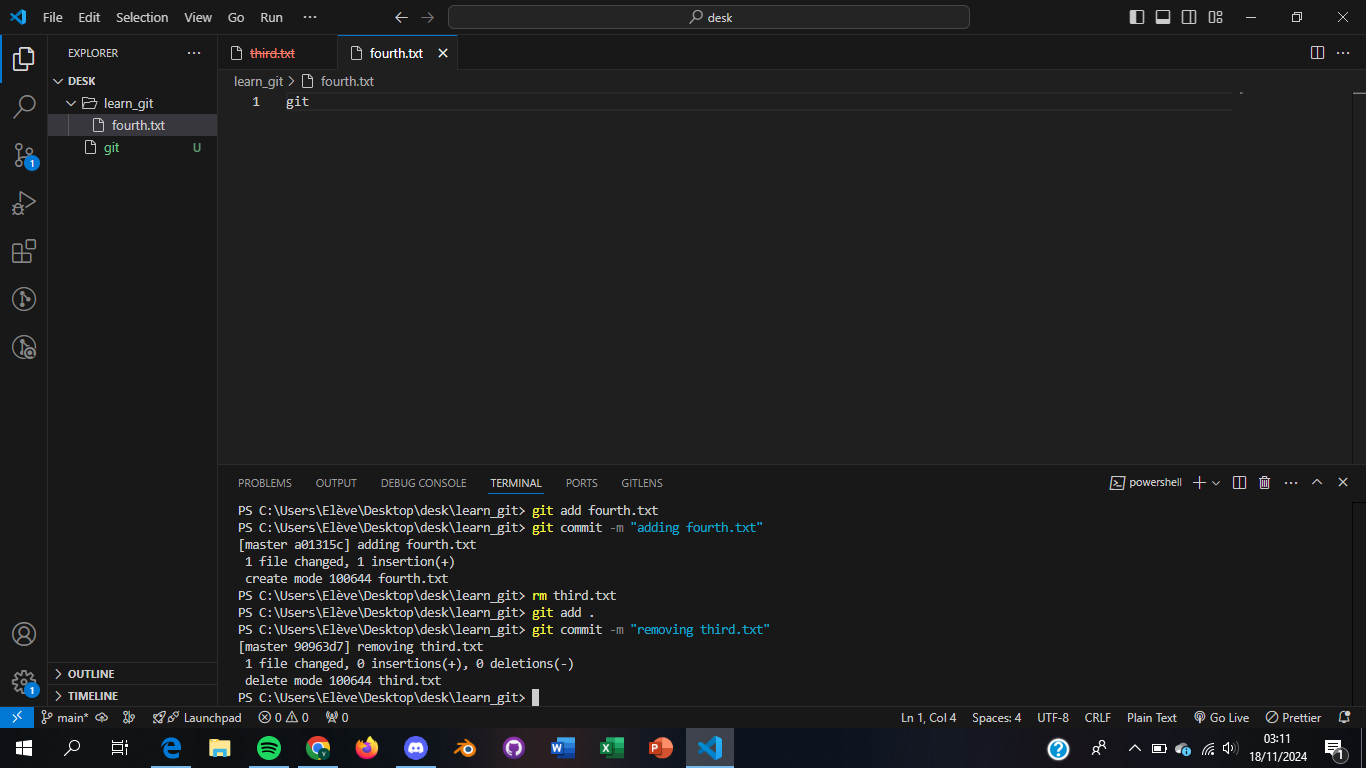 File Edit Selection View Go Run ··· desk
EXPLORER ···
DESK
learn_git
fourth.txt
git U
OUTLINE
TIMELINE
third.txt fourth.txt
learn_git > fourth.txt
1 git
PROBLEMS OUTPUT DEBUG CONSOLE TERMINAL PORTS GITLENS powershell
PS C:\Users\Elève\Desktop\desk\learn_git> git add fourth.txt
PS C:\Users\Elève\Desktop\desk\learn_git> git commit -m "adding fourth.txt"
[master a01315c] adding fourth.txt
1 file changed, 1 insertion(+)
create mode 100644 fourth.txt
PS C:\Users\Elève\Desktop\desk\learn_git> rm third.txt
PS C:\Users\Elève\Desktop\desk\learn_git> git add .
PS C:\Users\Elève\Desktop\desk\learn_git> git commit -m "removing third.txt"
[master 90963d7] removing third.txt
1 file changed, 0 insertions(+), 0 deletions(-)
delete mode 100644 third.txt
PS C:\Users\Elève\Desktop\desk\learn_git>
1
1
main* Launchpad 0 0 0 Ln 1, Col 4 Spaces: 4 UTF-8 CRLF Plain Text Go Live Prettier
03:11
18/11/2024
1